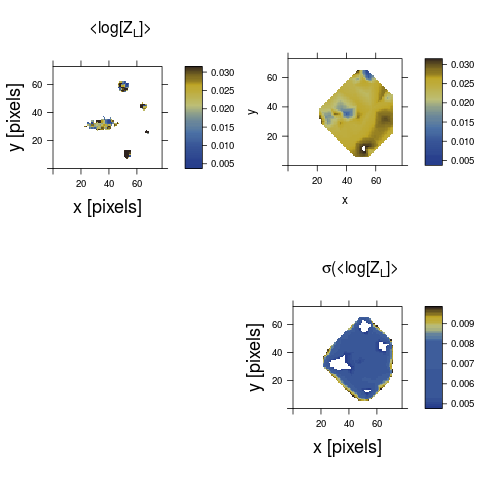 <log[Z_L]>
60
40
20
20 40 60
x [pixels]
y [pixels]
0.030
0.025
0.020
0.015
0.010
0.005
60
40
20
20 40 60
x
y
0.030
0.025
0.020
0.015
0.010
0.005
σ(<log[Z_L]>
60
40
20
20 40 60
x [pixels]
y [pixels]
0.009
0.008
0.007
0.006
0.005